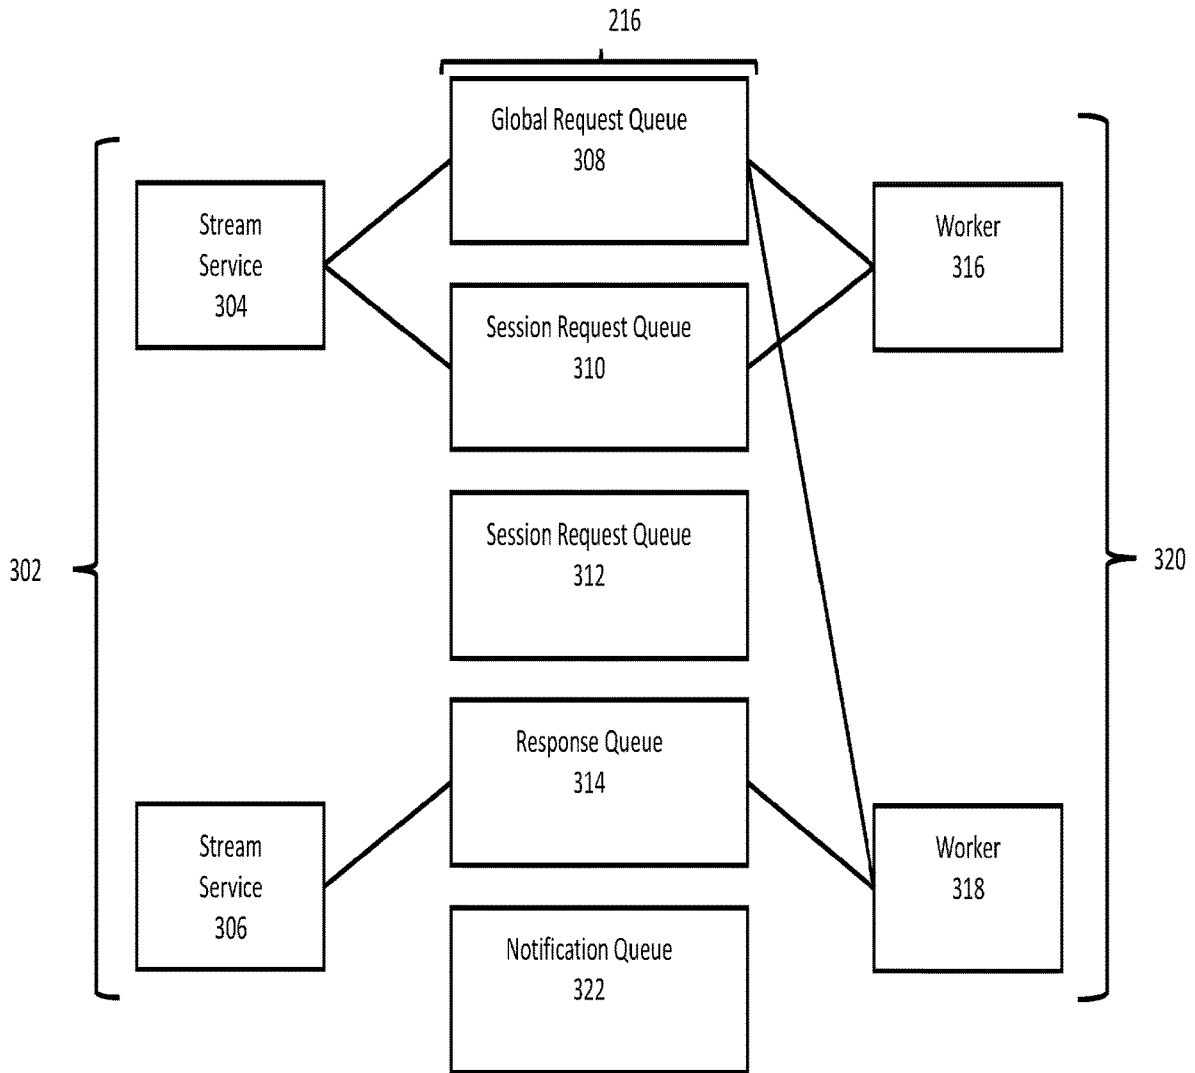 216
Global Request Queue
308
Stream
Service
304
Worker
316
Session Request Queue
310
Session Request Queue
312
302
320
Response Queue
314
Stream
Service
306
Worker
318
Notification Queue
322